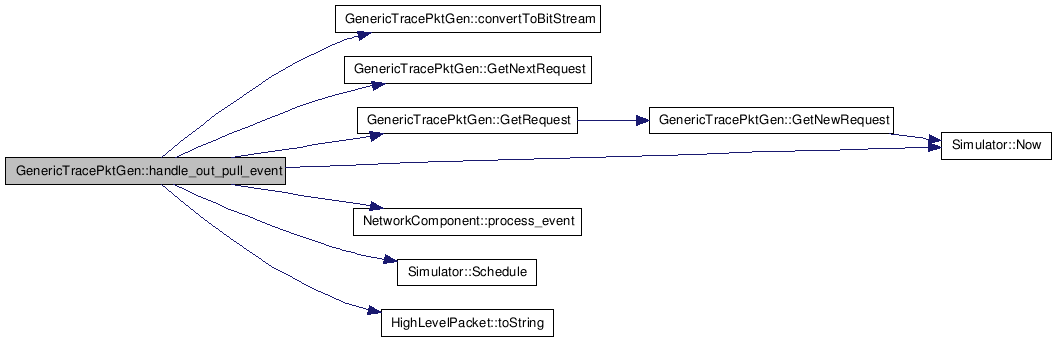 GenericTracePktGen::convertToBitStream
GenericTracePktGen::GetNextRequest
GenericTracePktGen::GetRequest
GenericTracePktGen::GetNewRequest
Simulator::Now
GenericTracePktGen::handle_out_pull_event
NetworkComponent::process_event
Simulator::Schedule
HighLevelPacket::toString